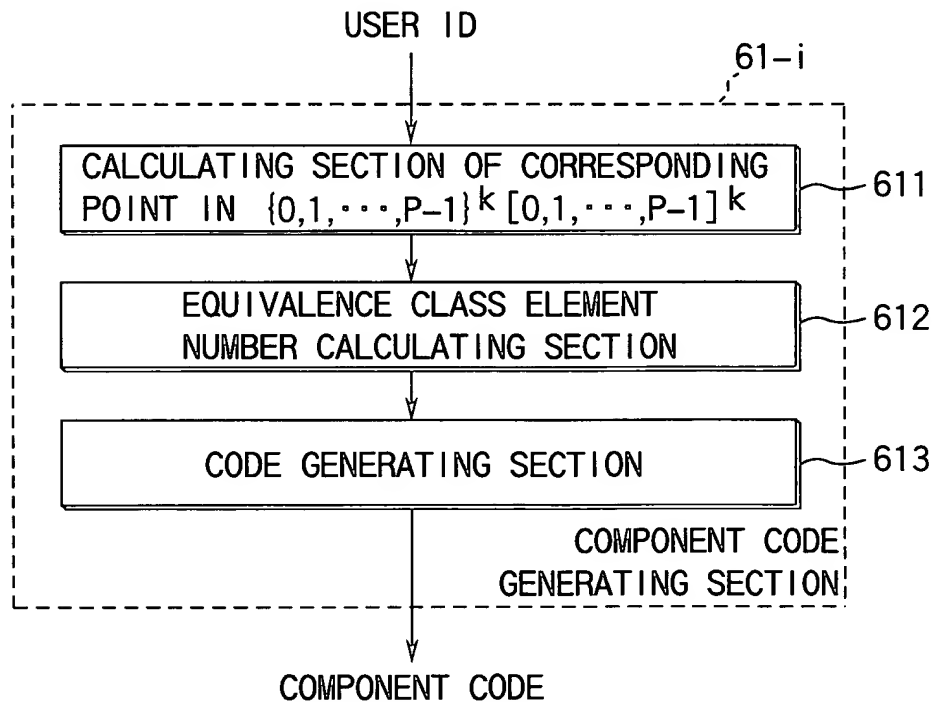 USER ID
61-i
CALCULATING SECTION OF CORRESPONDING
POINT IN {0,1,···,P-1}^k [0,1,···,P-1]^k
611
EQUIVALENCE CLASS ELEMENT
NUMBER CALCULATING SECTION
612
CODE GENERATING SECTION
613
COMPONENT CODE
GENERATING SECTION
COMPONENT CODE